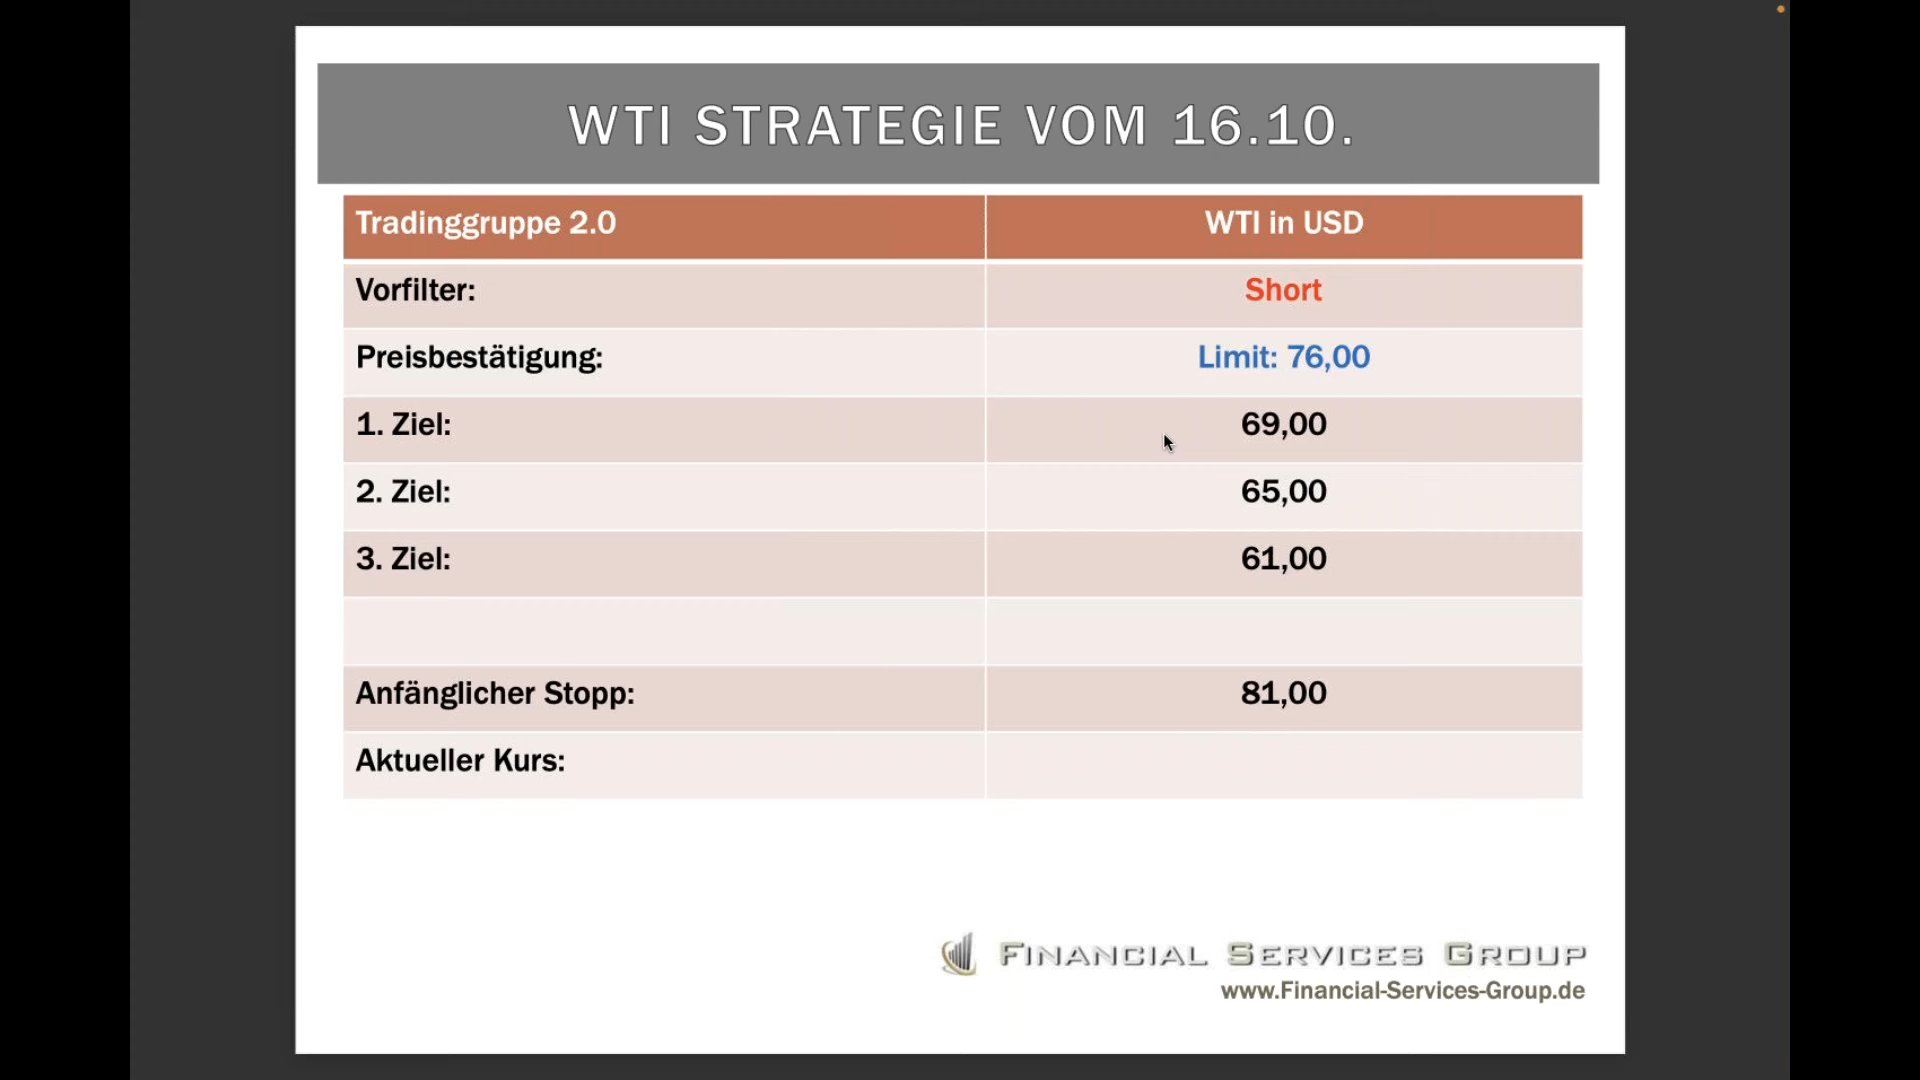 WTI STRATEGIE VOM 16.10.
Tradinggruppe 2.0 WTI in USD
Vorfilter: Short
Preisbestätigung: Limit: 76,00
1. Ziel: 69,00
2. Ziel: 65,00
3. Ziel: 61,00
Anfänglicher Stopp: 81,00
Aktueller Kurs:
Financial Services Group
www.Financial-Services-Group.de